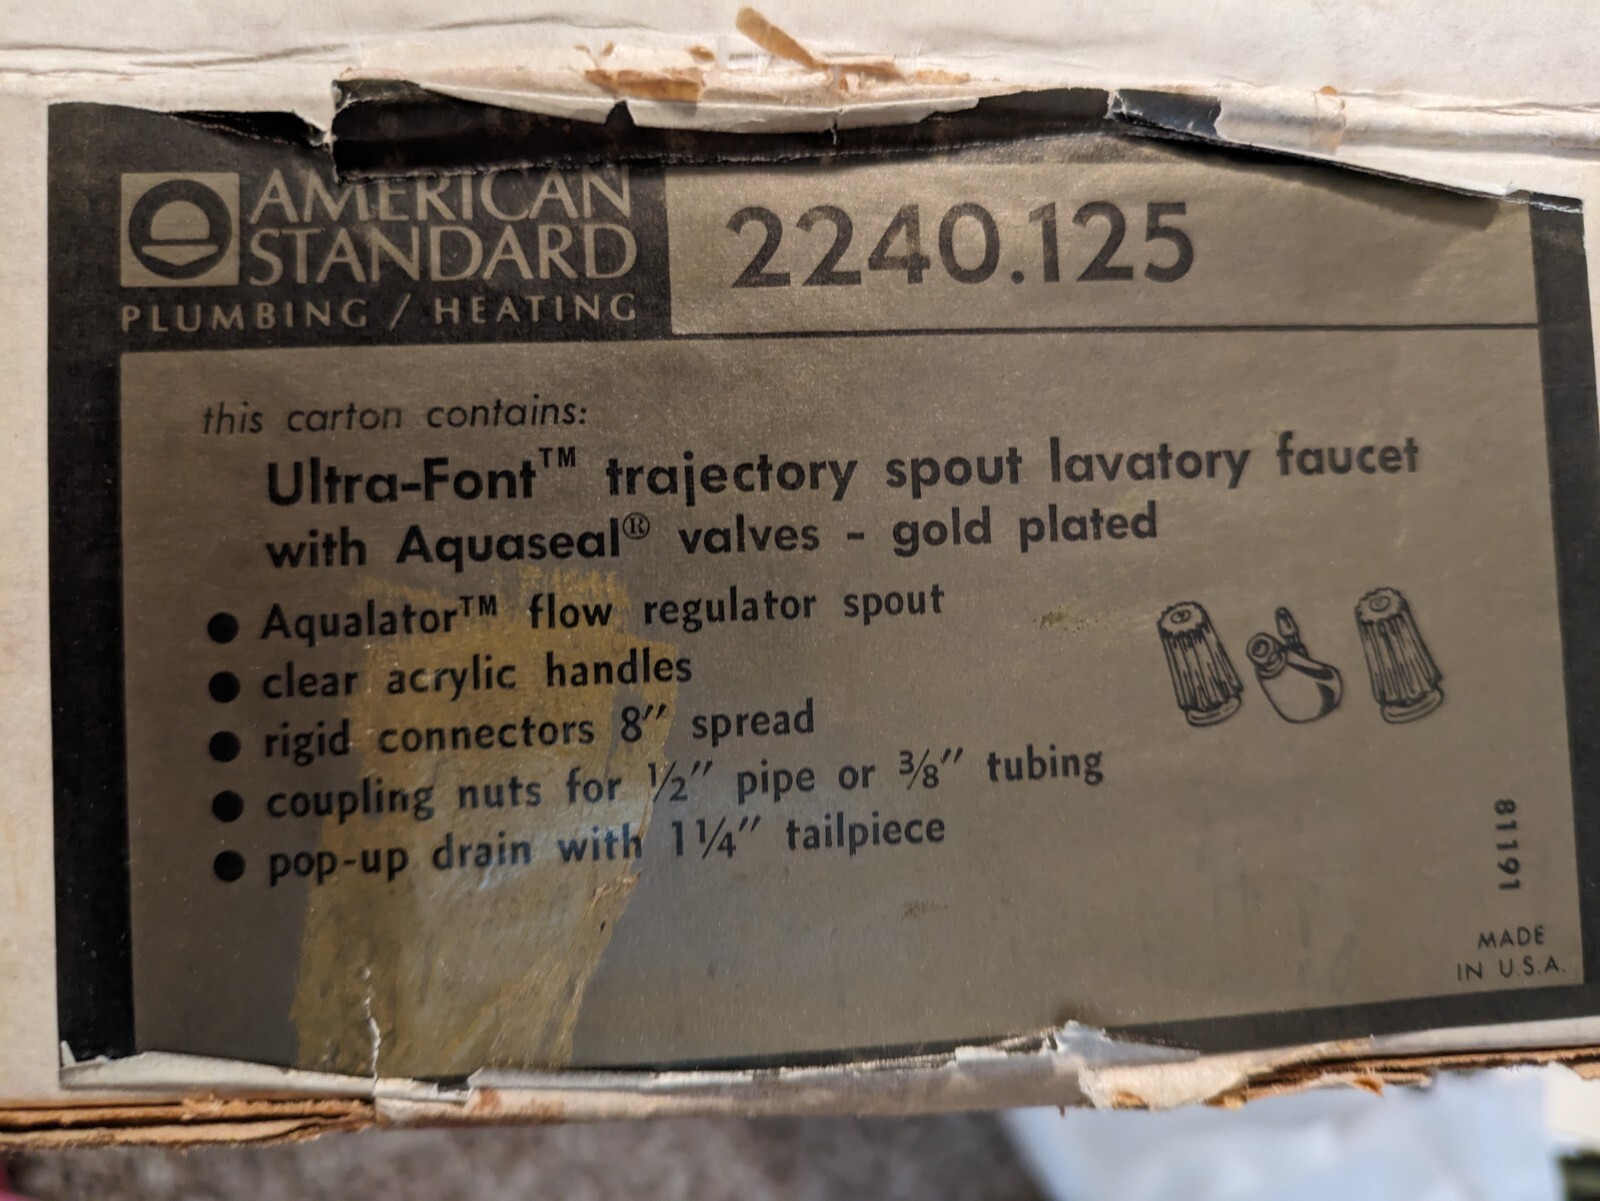 AMERICAN
STANDARD
PLUMBING / HEATING
2240.125
this carton contains:
Ultra-Font™ trajectory spout lavatory faucet
with Aquaseal® valves - gold plated
● Aqualator™ flow regulator spout
● clear acrylic handles
● rigid connectors 8″ spread
● coupling nuts for ½″ pipe or ⅜″ tubing
● pop-up drain with 1¼″ tailpiece
81191
MADE
IN U.S.A.